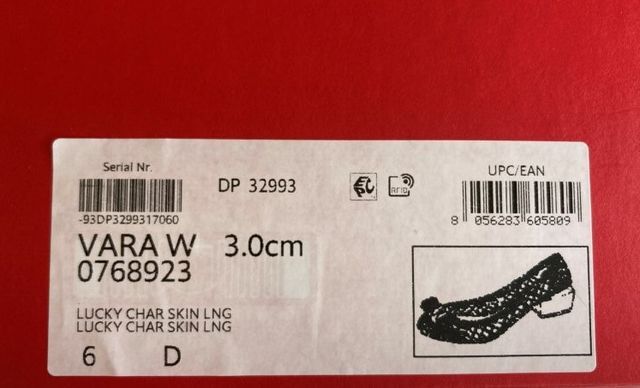 Serial Nr.
-93DP3299317060
DP 32993
RFID
UPC/EAN
8 056283 605809
VARA W 3.0cm
0768923
LUCKY CHAR SKIN LNG
LUCKY CHAR SKIN LNG
6 D